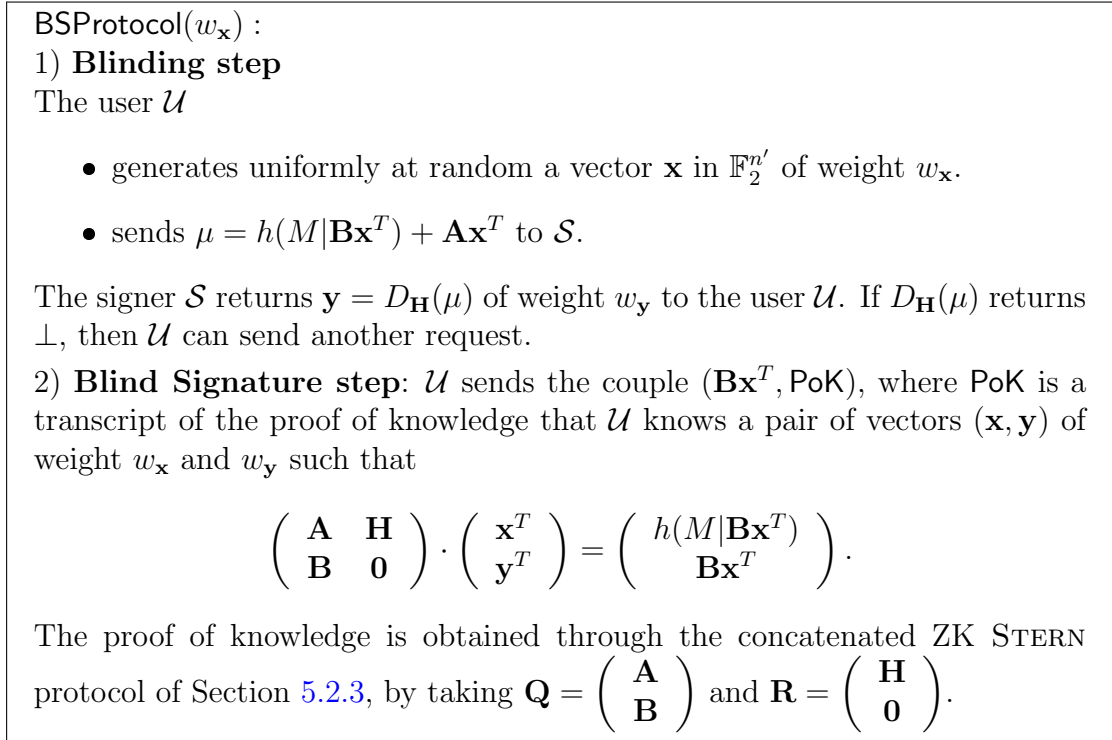 BSProtocol(w_𝐱) :
1) Blinding step
The user 𝒰
• generates uniformly at random a vector 𝐱 in 𝔽₂^{n′} of weight w_𝐱.
• sends μ = h(M|𝐁𝐱^T) + 𝐀𝐱^T to 𝒮.
The signer 𝒮 returns 𝐲 = D_𝐇(μ) of weight w_𝐲 to the user 𝒰. If D_𝐇(μ) returns
⊥, then 𝒰 can send another request.
2) Blind Signature step: 𝒰 sends the couple (𝐁𝐱^T, PoK), where PoK is a
transcript of the proof of knowledge that 𝒰 knows a pair of vectors (𝐱, 𝐲) of
weight w_𝐱 and w_𝐲 such that
( 𝐀 𝐇 ; 𝐁 𝟎 ) · ( 𝐱^T ; 𝐲^T ) = ( h(M|𝐁𝐱^T) ; 𝐁𝐱^T ) .
The proof of knowledge is obtained through the concatenated ZK STERN
protocol of Section 5.2.3, by taking 𝐐 = ( 𝐀 ; 𝐁 ) and 𝐑 = ( 𝐇 ; 𝟎 ).